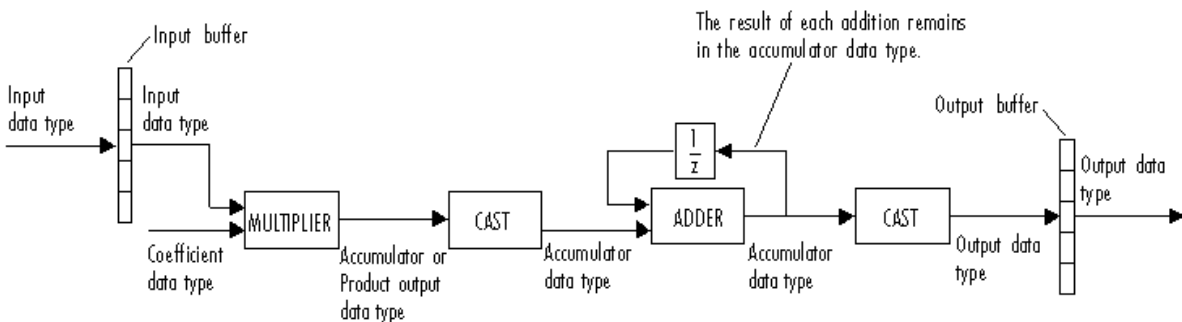 Input buffer
The result of each addition remains
in the accumulator data type.
Input
data type
Input
data type
Output buffer
1
z
Output data
type
MULTIPLIER
CAST
ADDER
CAST
Coefficient
data type
Accumulator or
Product output
data type
Accumulator
data type
Accumulator
data type
Output data
type